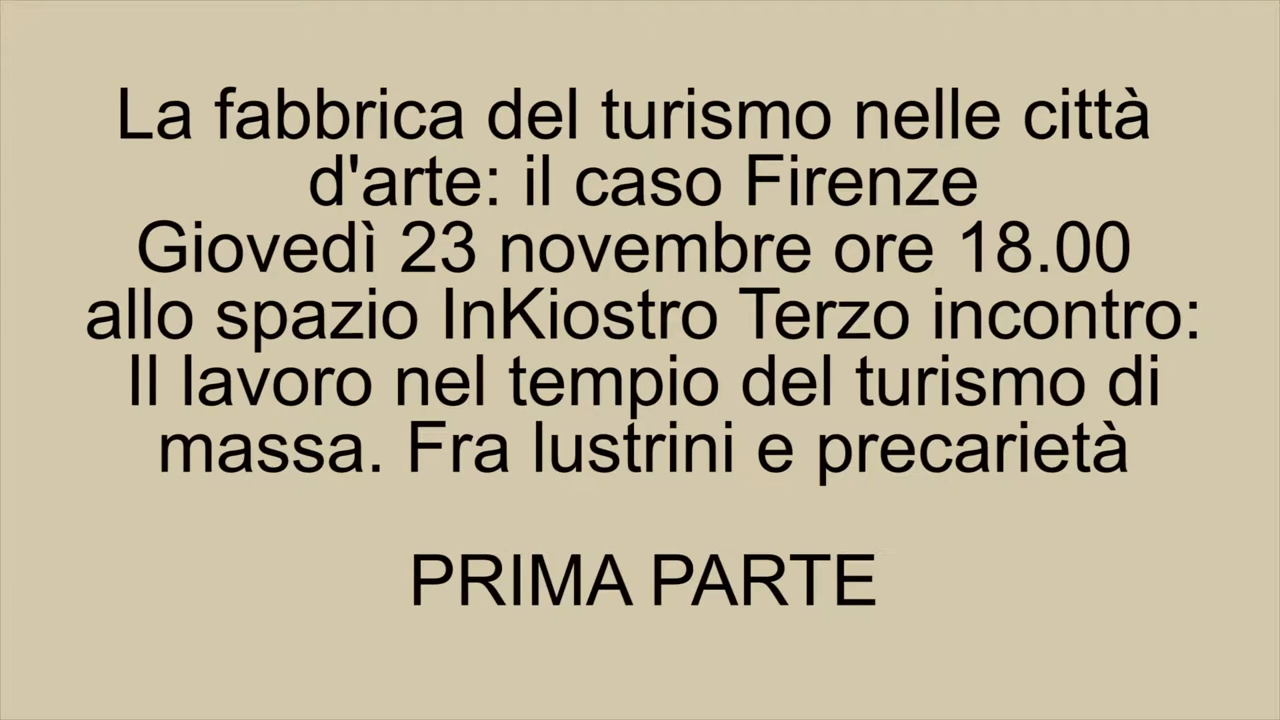 La fabbrica del turismo nelle città
d'arte: il caso Firenze
Giovedì 23 novembre ore 18.00
allo spazio InKiostro Terzo incontro:
Il lavoro nel tempio del turismo di
massa. Fra lustrini e precarietà
PRIMA PARTE